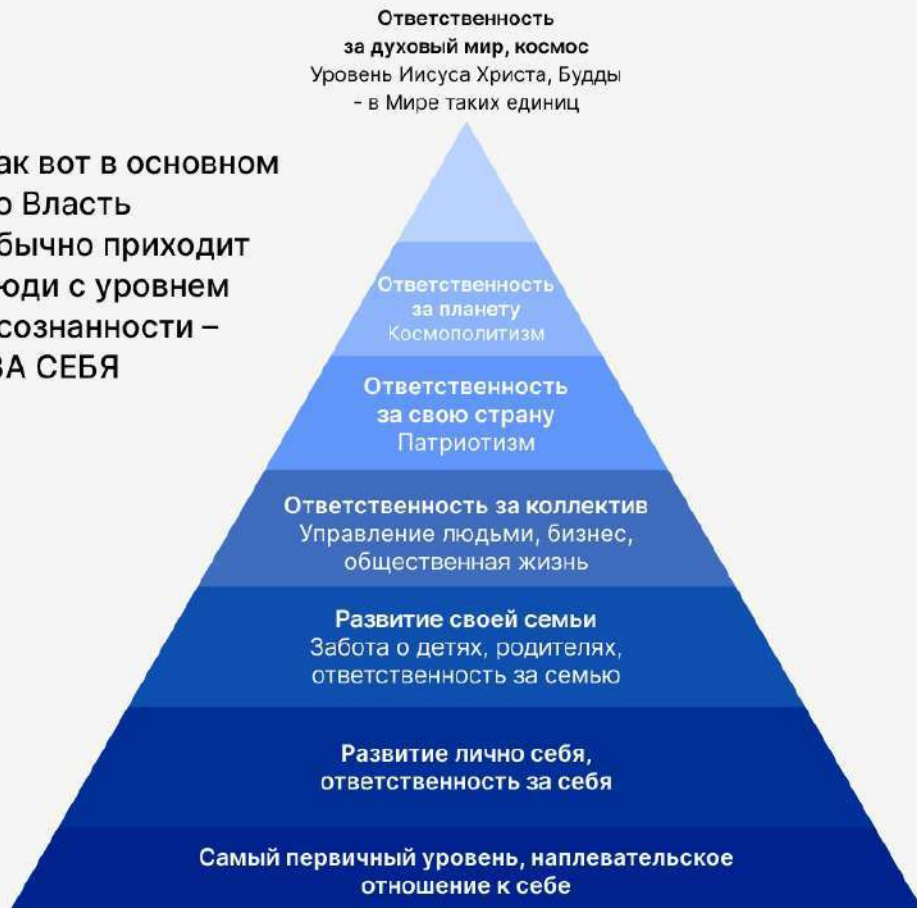 Ответственность
за духовый мир, космос
Уровень Иисуса Христа, Будды
- в Мире таких единиц
ак вот в основном
о Власть
бычно приходит
юди с уровнем
сознанности –
ЗА СЕБЯ
Ответственность
за планету
Космополитизм
Ответственность
за свою страну
Патриотизм
Ответственность за коллектив
Управление людьми, бизнес,
общественная жизнь
Развитие своей семьи
Забота о детях, родителях,
ответственность за семью
Развитие лично себя,
ответственность за себя
Самый первичный уровень, наплевательское
отношение к себе